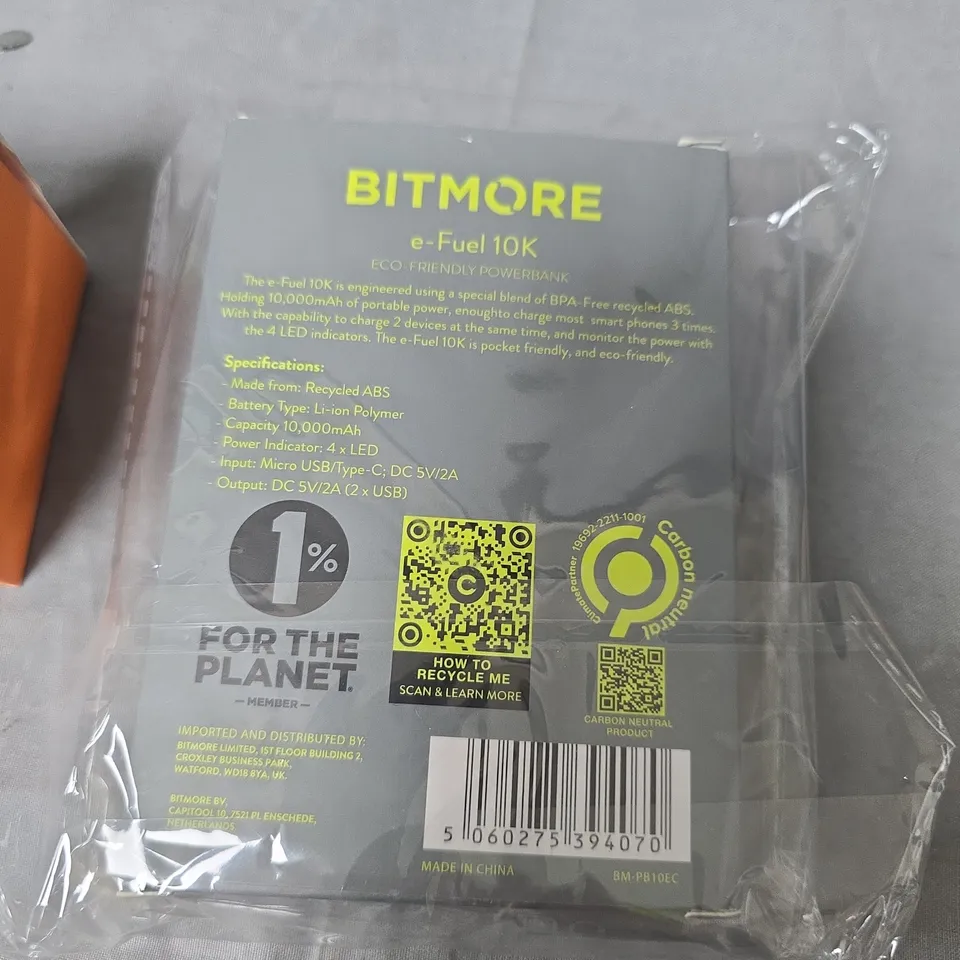 BITMORE
e-Fuel 10K
ECO-FRIENDLY POWERBANK
The e-Fuel 10K is engineered using a special blend of BPA-Free recycled ABS.
Holding 10,000mAh of portable power, enoughto charge most smart phones 3 times.
With the capability to charge 2 devices at the same time, and monitor the power with
the 4 LED indicators. The e-Fuel 10K is pocket friendly, and eco-friendly.
Specifications:
- Made from: Recycled ABS
- Battery Type: Li-ion Polymer
- Capacity 10,000mAh
- Power Indicator: 4 x LED
- Input: Micro USB/Type-C; DC 5V/2A
- Output: DC 5V/2A (2 x USB)
1%
FOR THE
PLANET.
— MEMBER —
C
HOW TO
RECYCLE ME
SCAN & LEARN MORE
ClimatePartner 19692-2211-1001
Carbon neutral
CARBON NEUTRAL
PRODUCT
IMPORTED AND DISTRIBUTED BY:
BITMORE LIMITED, 1ST FLOOR BUILDING 2,
CROXLEY BUSINESS PARK,
WATFORD, WD18 8YA, UK.
BITMORE BV,
CAPITOOL 10, 7521 PL ENSCHEDE,
NETHERLANDS.
5 060275 394070
MADE IN CHINA
BM-PB10EC